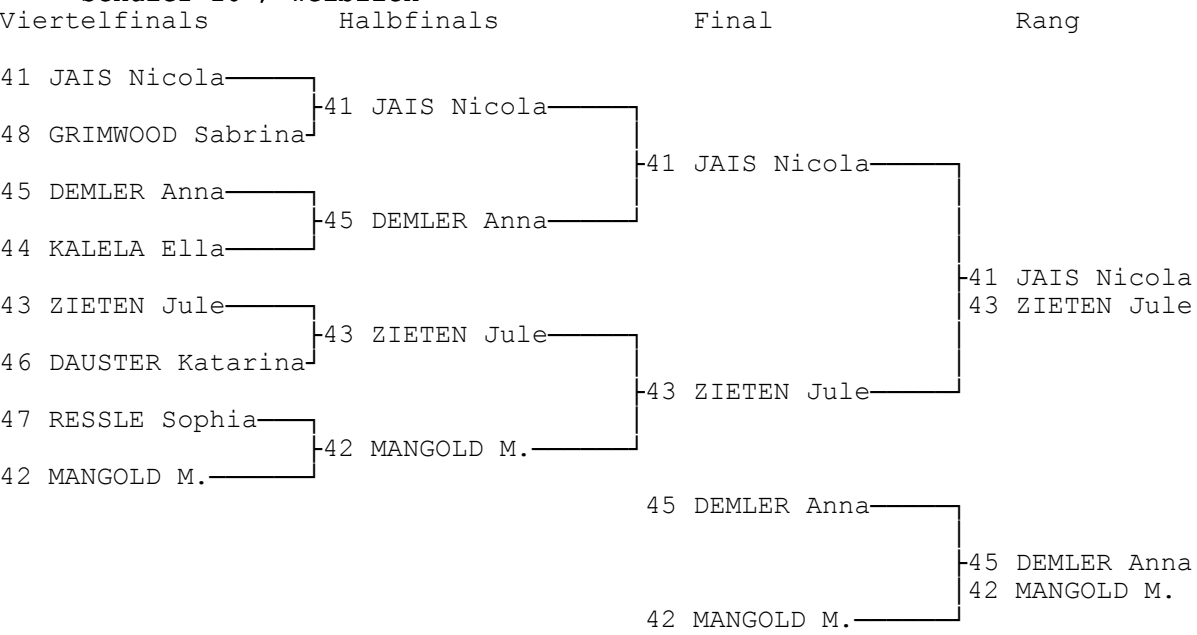 Viertelfinals Halbfinals Final Rang
41 JAIS Nicola
41 JAIS Nicola
48 GRIMWOOD Sabrina
41 JAIS Nicola
45 DEMLER Anna
45 DEMLER Anna
44 KALELA Ella
41 JAIS Nicola
43 ZIETEN Jule 43 ZIETEN Jule
43 ZIETEN Jule
46 DAUSTER Katarina
43 ZIETEN Jule
47 RESSLE Sophia
42 MANGOLD M.
42 MANGOLD M.
45 DEMLER Anna
45 DEMLER Anna
42 MANGOLD M.
42 MANGOLD M.